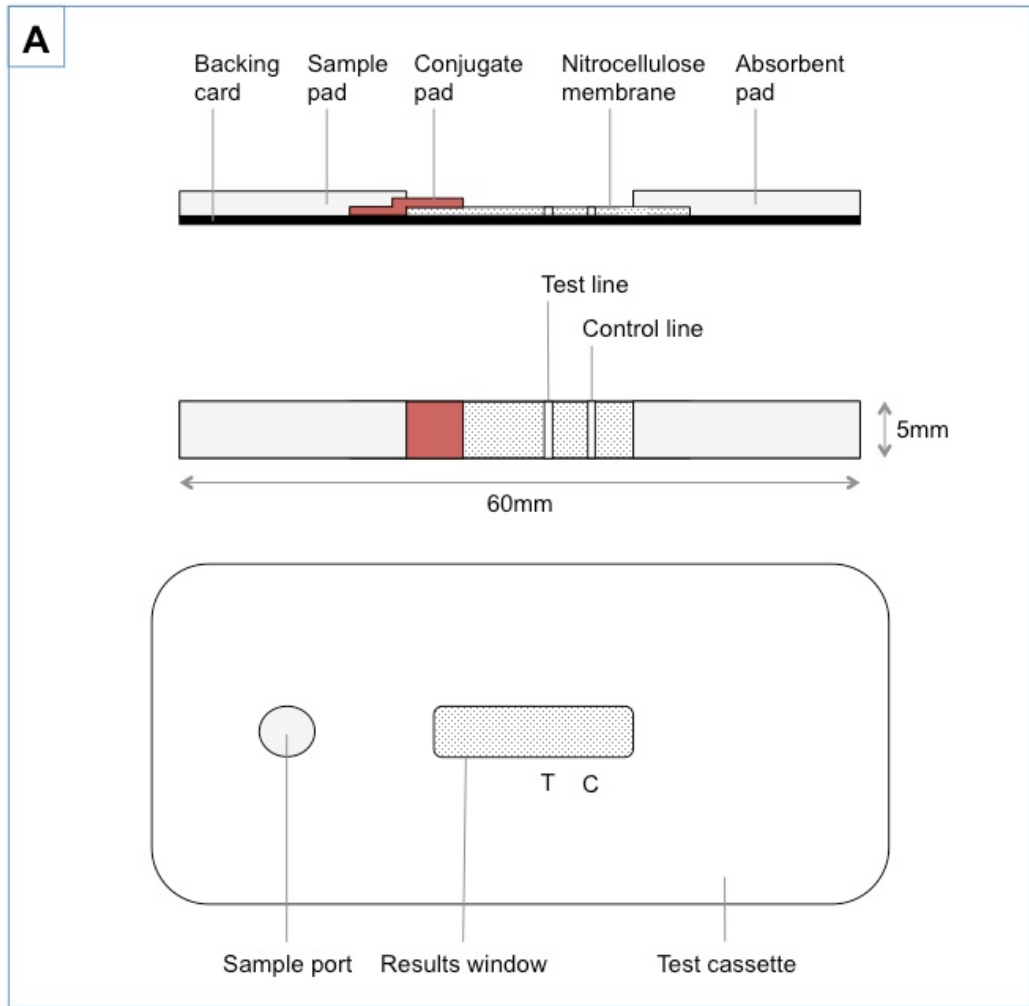 A
Backing card
Sample pad
Conjugate pad
Nitrocellulose membrane
Absorbent pad
Test line
Control line
5mm
60mm
T C
Sample port
Results window
Test cassette